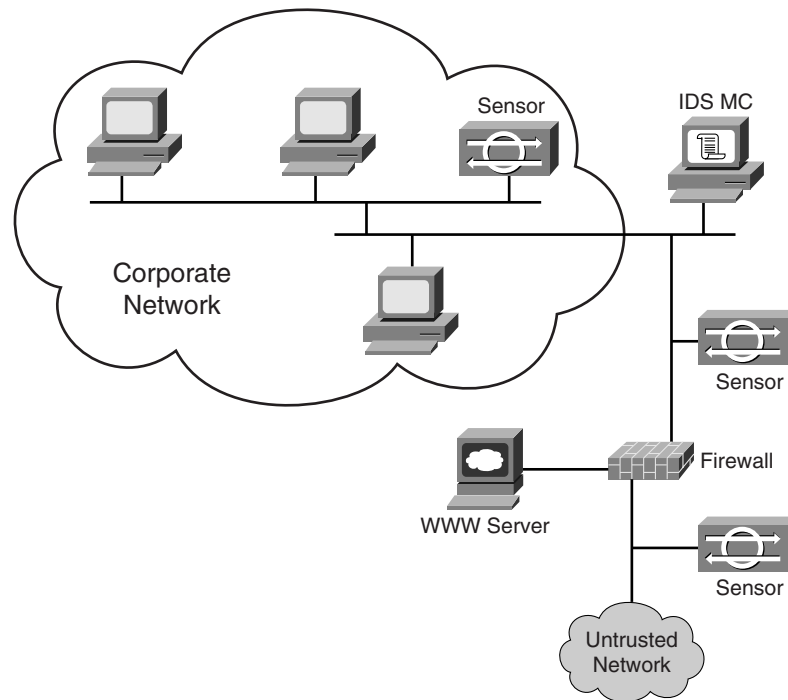 Sensor
IDS MC
Corporate
Network
Sensor
Firewall
WWW Server
Sensor
Untrusted
Network